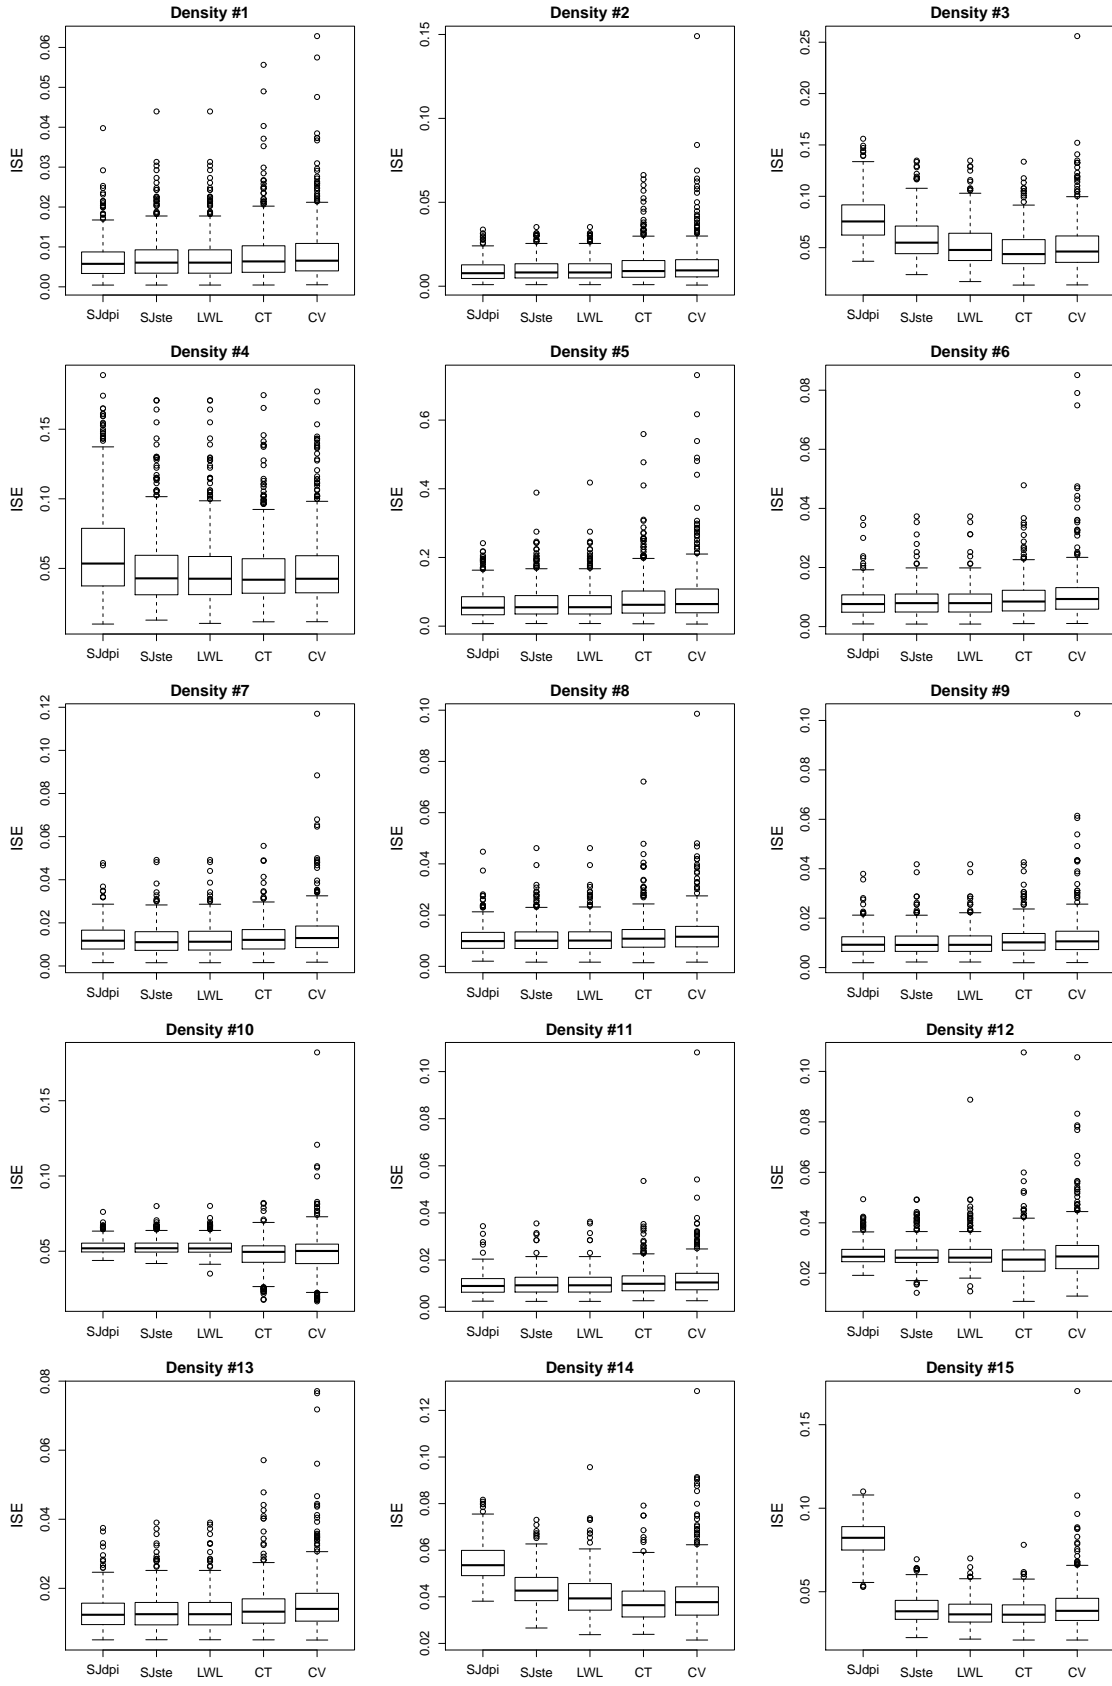 Density #1
ISE
0.00 0.01 0.02 0.03 0.04 0.05 0.06
SJdpi SJste LWL CT CV
Density #2
ISE
0.00 0.05 0.10 0.15
SJdpi SJste LWL CT CV
Density #3
ISE
0.05 0.10 0.15 0.20 0.25
SJdpi SJste LWL CT CV
Density #4
ISE
0.05 0.10 0.15
SJdpi SJste LWL CT CV
Density #5
ISE
0.0 0.2 0.4 0.6
SJdpi SJste LWL CT CV
Density #6
ISE
0.00 0.02 0.04 0.06 0.08
SJdpi SJste LWL CT CV
Density #7
ISE
0.00 0.02 0.04 0.06 0.08 0.10 0.12
SJdpi SJste LWL CT CV
Density #8
ISE
0.00 0.02 0.04 0.06 0.08 0.10
SJdpi SJste LWL CT CV
Density #9
ISE
0.00 0.02 0.04 0.06 0.08 0.10
SJdpi SJste LWL CT CV
Density #10
ISE
0.05 0.10 0.15
SJdpi SJste LWL CT CV
Density #11
ISE
0.00 0.02 0.04 0.06 0.08 0.10
SJdpi SJste LWL CT CV
Density #12
ISE
0.02 0.04 0.06 0.08 0.10
SJdpi SJste LWL CT CV
Density #13
ISE
0.02 0.04 0.06 0.08
SJdpi SJste LWL CT CV
Density #14
ISE
0.02 0.04 0.06 0.08 0.10 0.12
SJdpi SJste LWL CT CV
Density #15
ISE
0.05 0.10 0.15
SJdpi SJste LWL CT CV